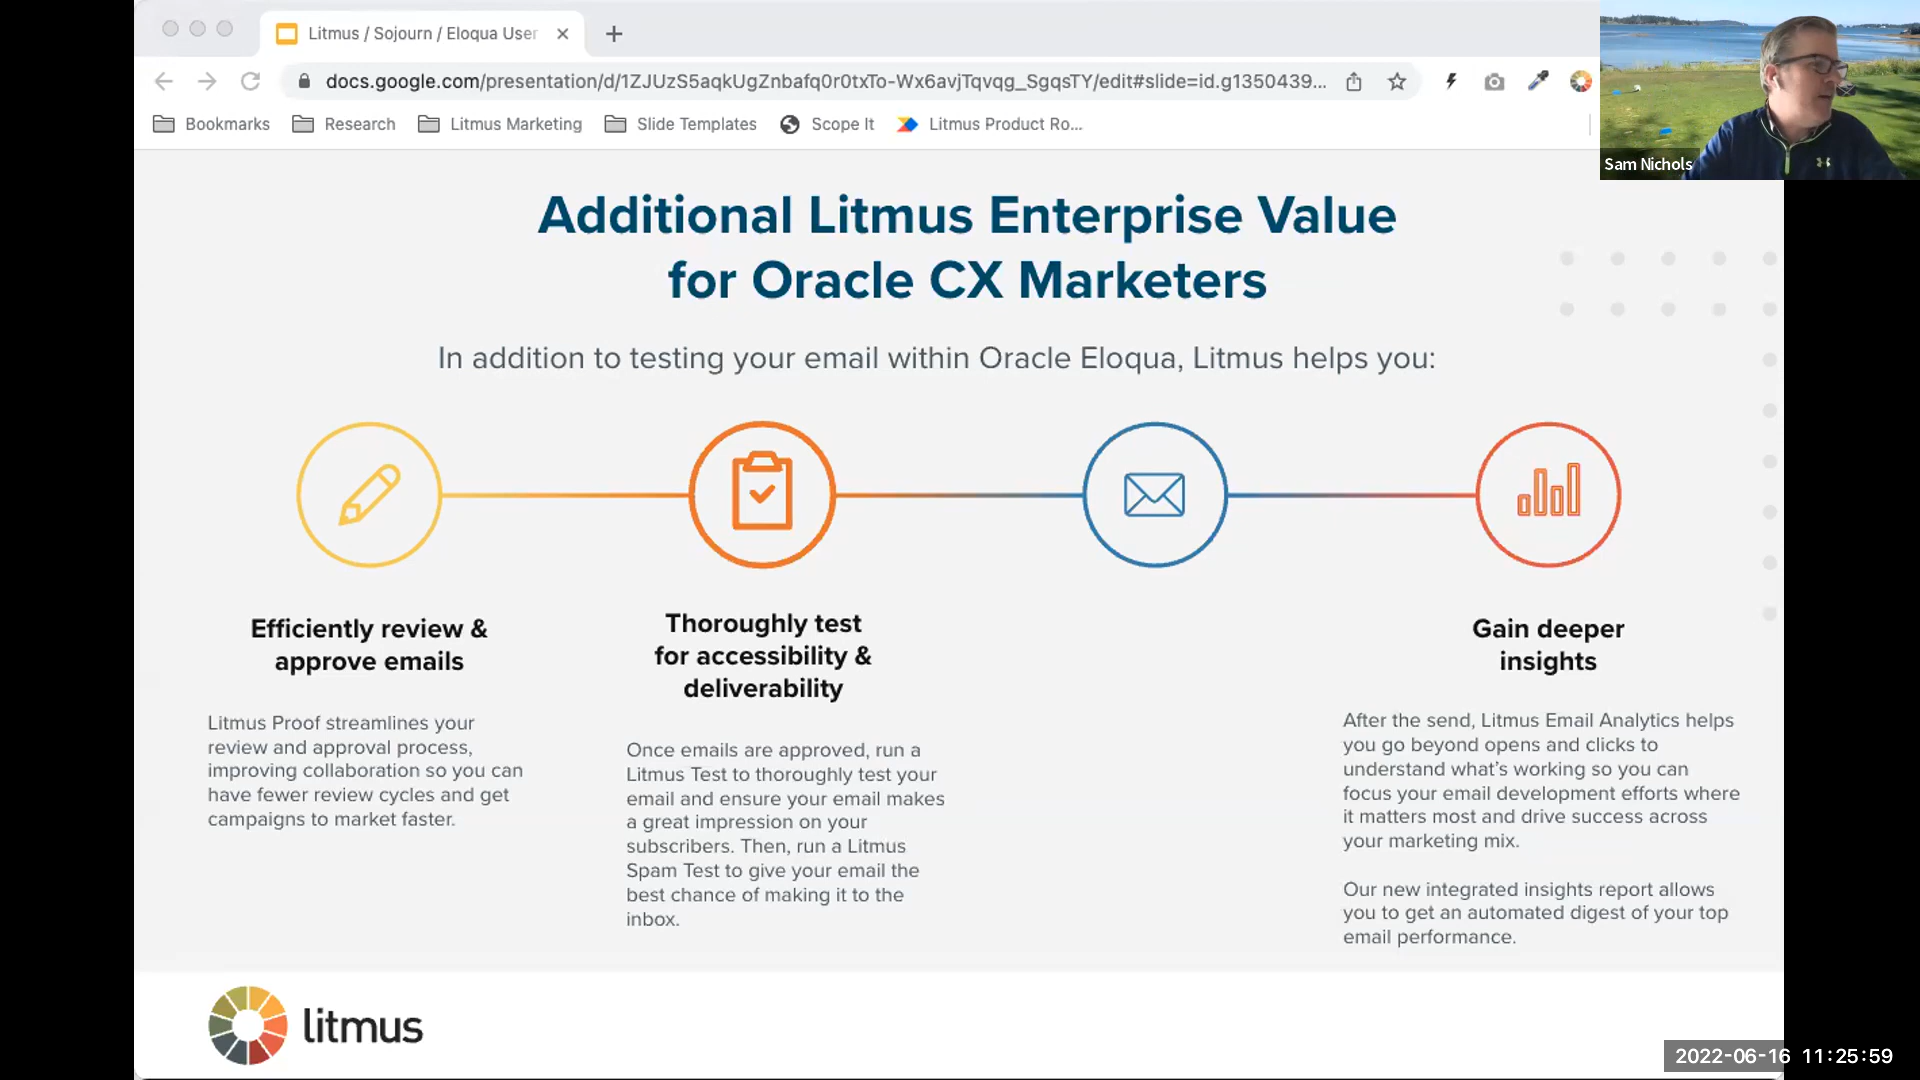 Litmus / Sojourn / Eloqua User
docs.google.com/presentation/d/1ZJUzS5aqkUgZnbafq0r0txTo-Wx6avjTqvqg_SgqsTY/edit#slide=id.g1350439...
Bookmarks
Research
Litmus Marketing
Slide Templates
Scope It
Litmus Product Ro...
Sam Nichols
Additional Litmus Enterprise Value
for Oracle CX Marketers
In addition to testing your email within Oracle Eloqua, Litmus helps you:
Efficiently review &
approve emails
Litmus Proof streamlines your
review and approval process,
improving collaboration so you can
have fewer review cycles and get
campaigns to market faster.
Thoroughly test
for accessibility &
deliverability
Once emails are approved, run a
Litmus Test to thoroughly test your
email and ensure your email makes
a great impression on your
subscribers. Then, run a Litmus
Spam Test to give your email the
best chance of making it to the
inbox.
Gain deeper
insights
After the send, Litmus Email Analytics helps
you go beyond opens and clicks to
understand what's working so you can
focus your email development efforts where
it matters most and drive success across
your marketing mix.
Our new integrated insights report allows
you to get an automated digest of your top
email performance.
litmus
2022-06-16 11:25:59